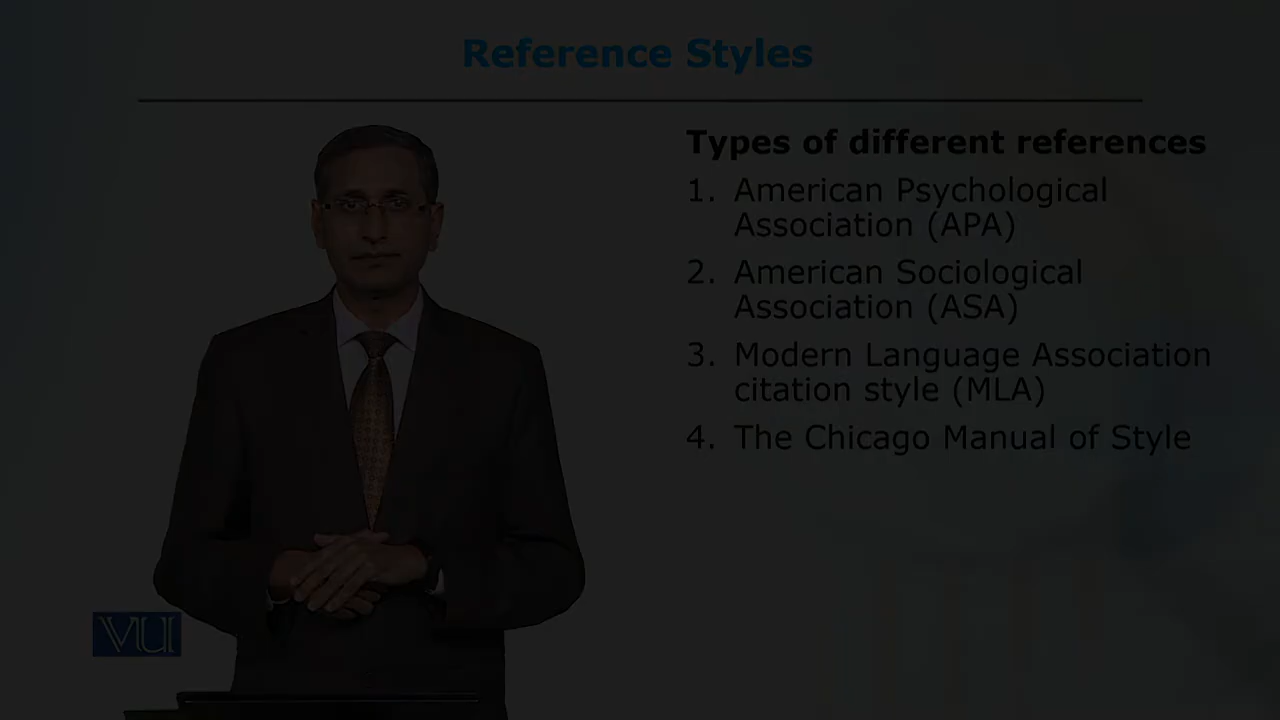 Reference Styles
Types of different references
1. American Psychological
Association (APA)
2. American Sociological
Association (ASA)
3. Modern Language Association
citation style (MLA)
4. The Chicago Manual of Style
VU